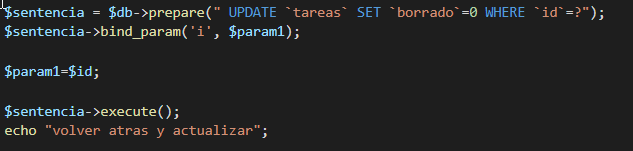 $sentencia = $db->prepare(" UPDATE `tareas` SET `borrado`=0 WHERE `id`=?");
$sentencia->bind_param('i', $param1);
$param1=$id;
$sentencia->execute();
echo "volver atras y actualizar";